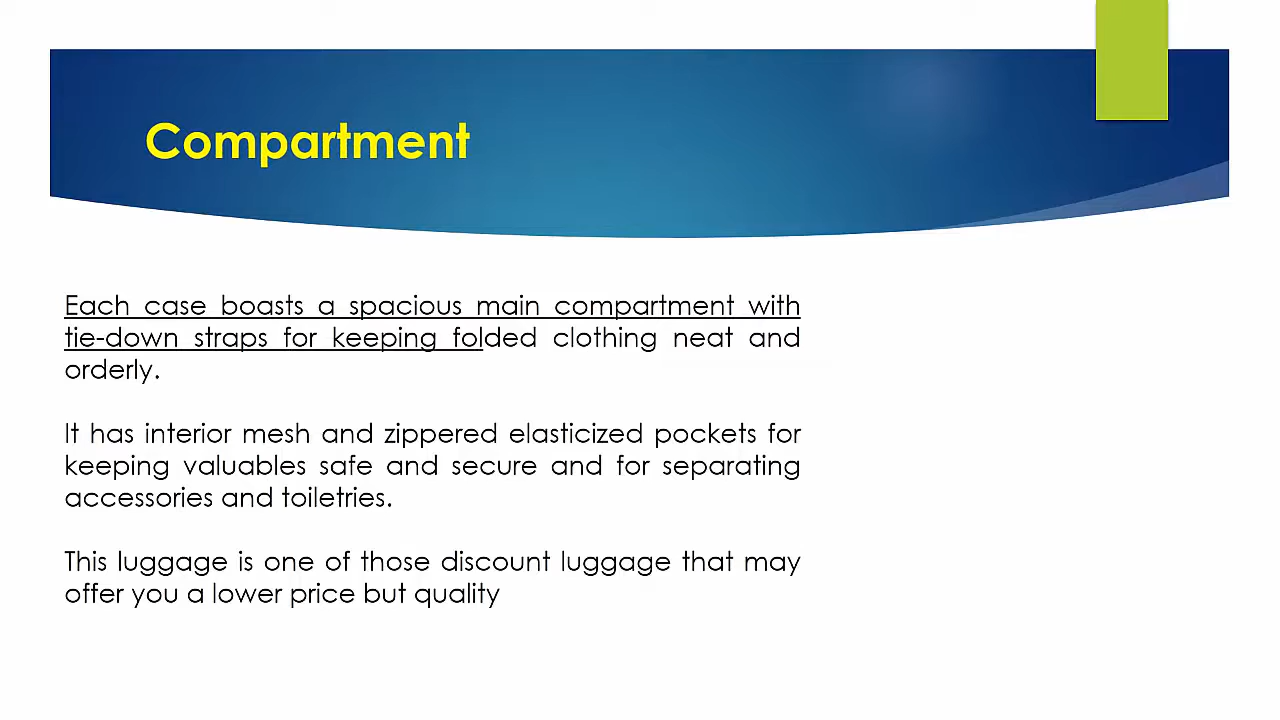 Compartment
Each case boasts a spacious main compartment with
tie-down straps for keeping folded clothing neat and
orderly.
It has interior mesh and zippered elasticized pockets for
keeping valuables safe and secure and for separating
accessories and toiletries.
This luggage is one of those discount luggage that may
offer you a lower price but quality